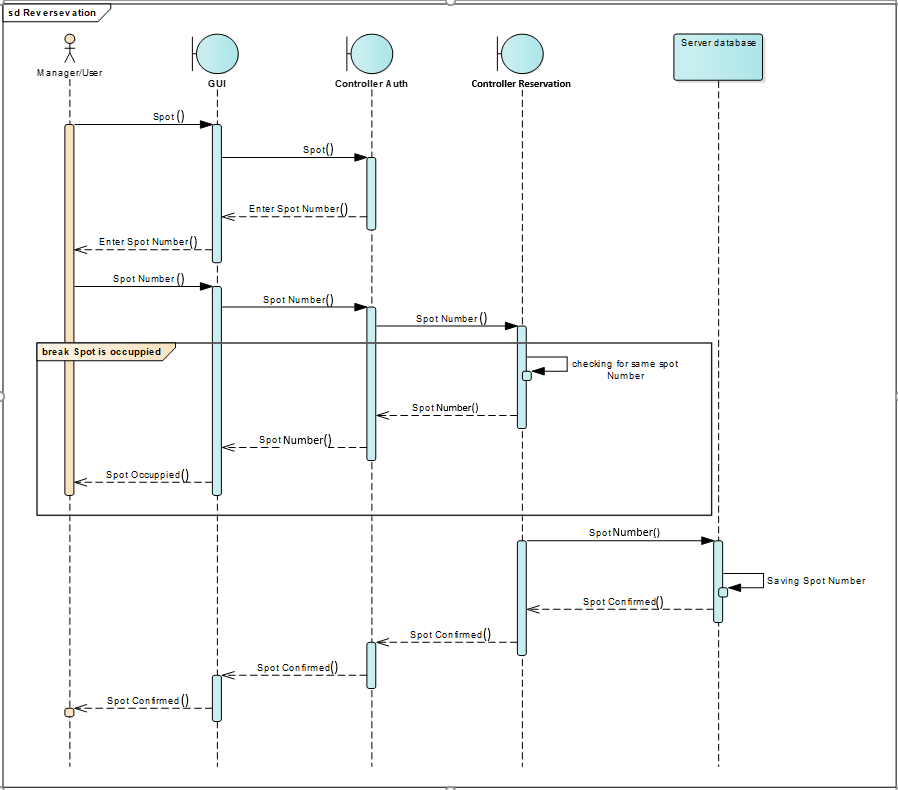 sd Reversevation
Manager/User
GUI
Controller Auth
Controller Reservation
Server database
Spot()
Spot()
Enter Spot Number()
Enter Spot Number()
Spot Number()
Spot Number()
Spot Number()
break Spot is occuppied
checking for same spot
Number
Spot Number()
Spot Number()
Spot Occuppied()
Spot Number()
Saving Spot Number
Spot Confirmed()
Spot Confirmed()
Spot Confirmed()
Spot Confirmed()